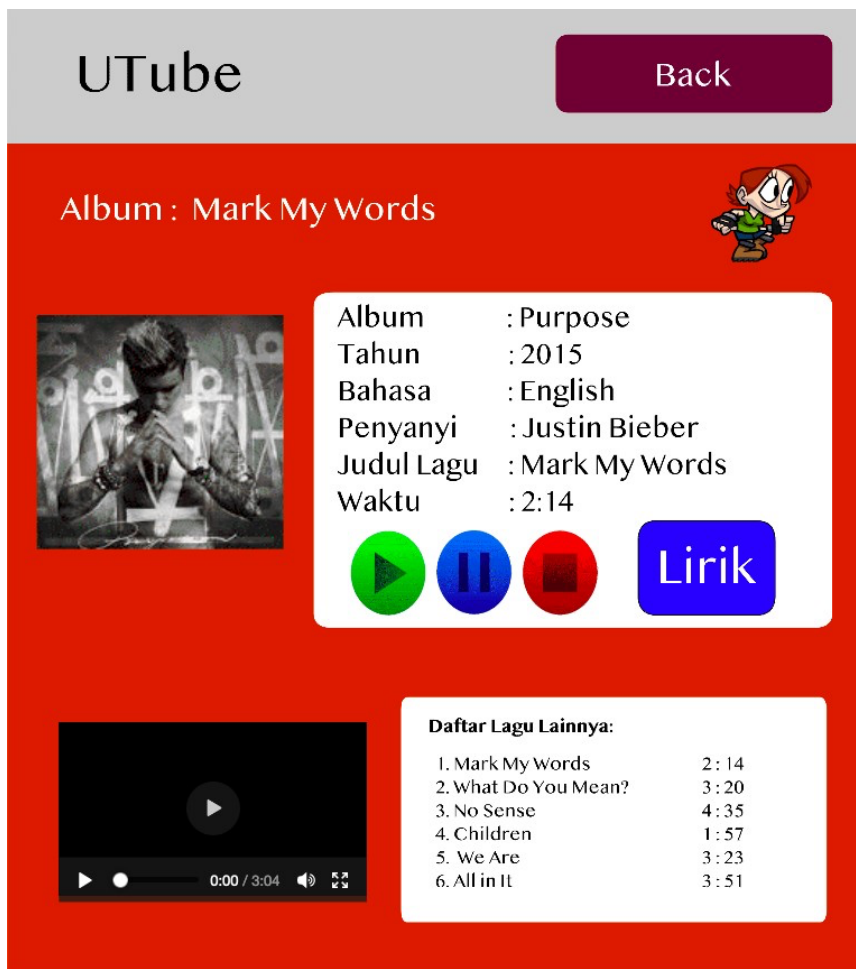 UTube
Back
Album : Mark My Words
Album : Purpose
Tahun : 2015
Bahasa : English
Penyanyi : Justin Bieber
Judul Lagu : Mark My Words
Waktu : 2:14
Lirik
Daftar Lagu Lainnya:
1. Mark My Words 2 : 14
2. What Do You Mean? 3 : 20
3. No Sense 4 : 35
4. Children 1 : 57
5. We Are 3 : 23
6. All in It 3 : 51
0:00 / 3:04